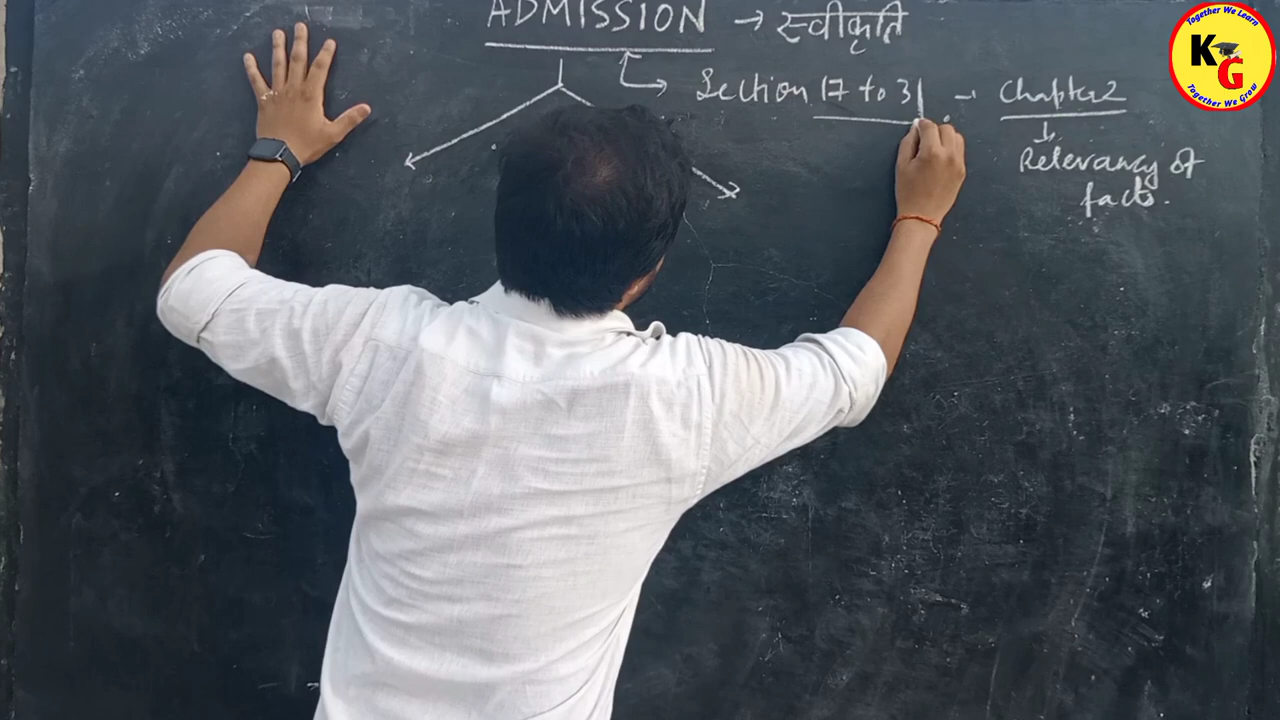 ADMISSION → स्वीकृति
Section 17 to 31 - Chapter 2
Relevancy of
facts.
Together We Learn
KG
Together We Grow